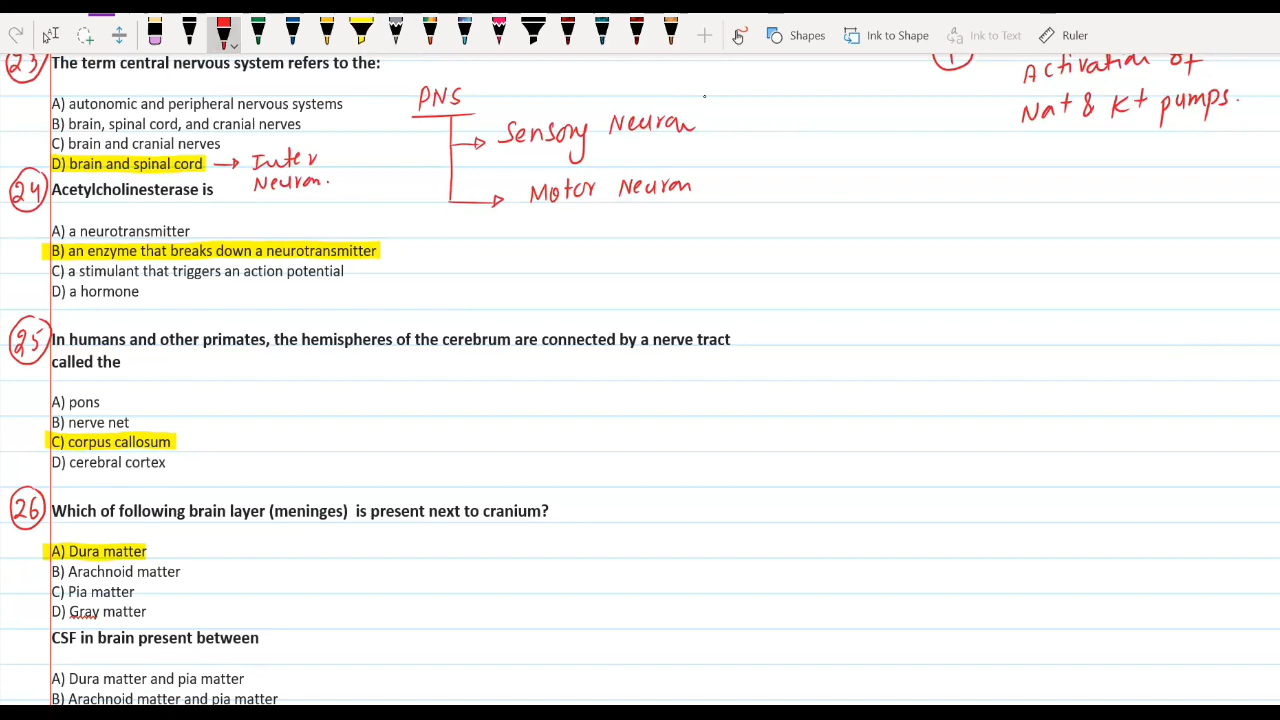 Shapes
Ink to Shape
Ink to Text
Ruler
23
The term central nervous system refers to the:
A) autonomic and peripheral nervous systems
B) brain, spinal cord, and cranial nerves
C) brain and cranial nerves
D) brain and spinal cord → Inter
Neuron.
PNS
Sensory Neuron
Motor Neuron
1
Activation of
Na+ & K+ pumps.
24
Acetylcholinesterase is
A) a neurotransmitter
B) an enzyme that breaks down a neurotransmitter
C) a stimulant that triggers an action potential
D) a hormone
25
In humans and other primates, the hemispheres of the cerebrum are connected by a nerve tract
called the
A) pons
B) nerve net
C) corpus callosum
D) cerebral cortex
26
Which of following brain layer (meninges) is present next to cranium?
A) Dura matter
B) Arachnoid matter
C) Pia matter
D) Gray matter
CSF in brain present between
A) Dura matter and pia matter
B) Arachnoid matter and pia matter